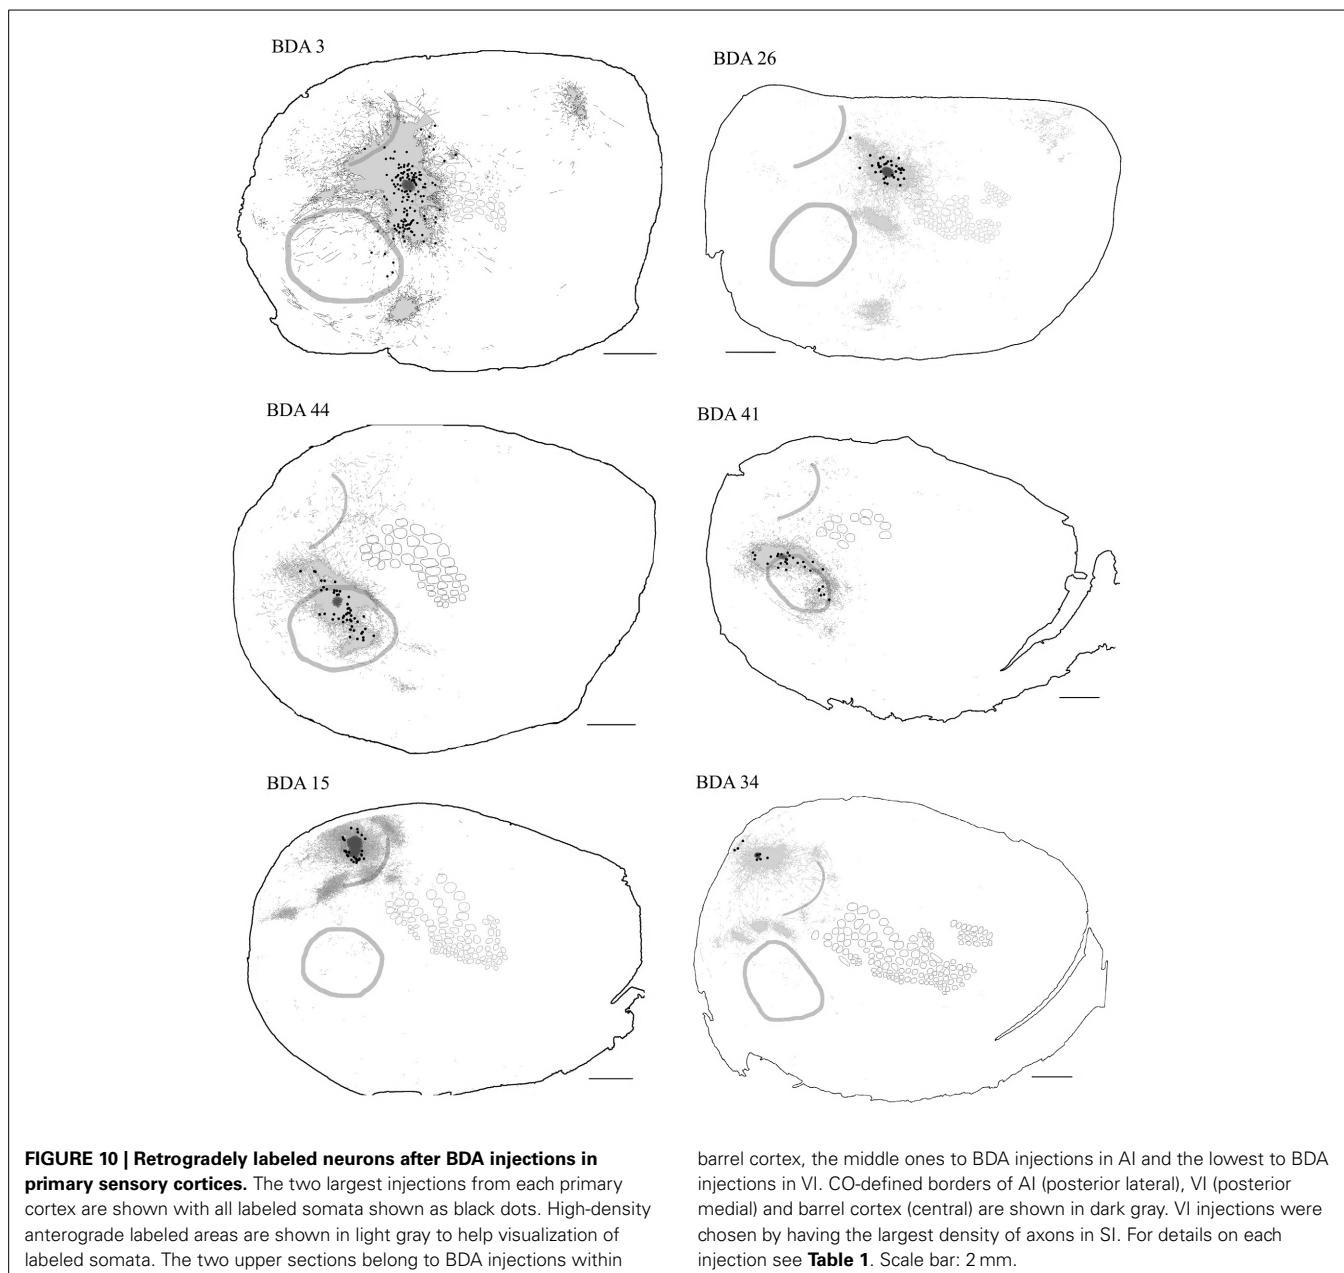 BDA 3
BDA 26
BDA 44
BDA 41
BDA 15
BDA 34
FIGURE 10 | Retrogradely labeled neurons after BDA injections in
primary sensory cortices. The two largest injections from each primary
cortex are shown with all labeled somata shown as black dots. High-density
anterograde labeled areas are shown in light gray to help visualization of
labeled somata. The two upper sections belong to BDA injections within
barrel cortex, the middle ones to BDA injections in AI and the lowest to BDA
injections in VI. CO-defined borders of AI (posterior lateral), VI (posterior
medial) and barrel cortex (central) are shown in dark gray. VI injections were
chosen by having the largest density of axons in SI. For details on each
injection see Table 1. Scale bar: 2 mm.